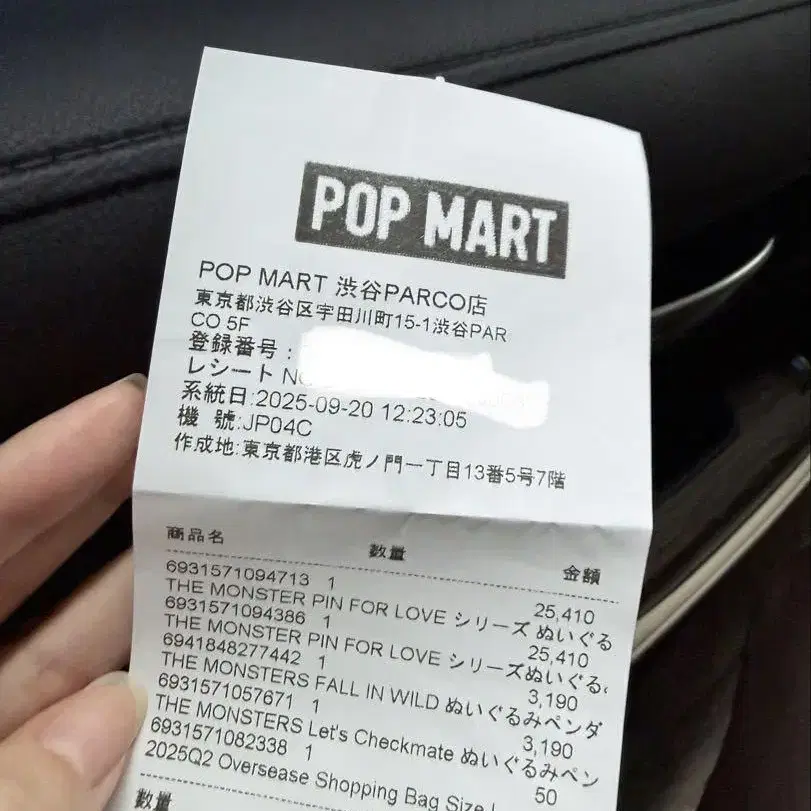 POP MART
POP MART 渋谷PARCO店
東京都渋谷区宇田川町15-1渋谷PAR
CO 5F
登録番号:
レシート
系統日:2025-09-20 12:23:05
機 號:JP04C
作成地:東京都港区虎ノ門一丁目13番5号7階
商品名 数量 金額
6931571094713 1 25,410
THE MONSTER PIN FOR LOVE シリーズ ぬいぐる
6931571094386 1 25,410
THE MONSTER PIN FOR LOVE シリーズぬいぐる
6941848277442 1 3,190
THE MONSTERS FALL IN WILD ぬいぐるみペンダ
6931571057671 1 3,190
THE MONSTERS Let's Checkmate ぬいぐるみペン
6931571082338 1 50
2025Q2 Oversease Shopping Bag Size
数量